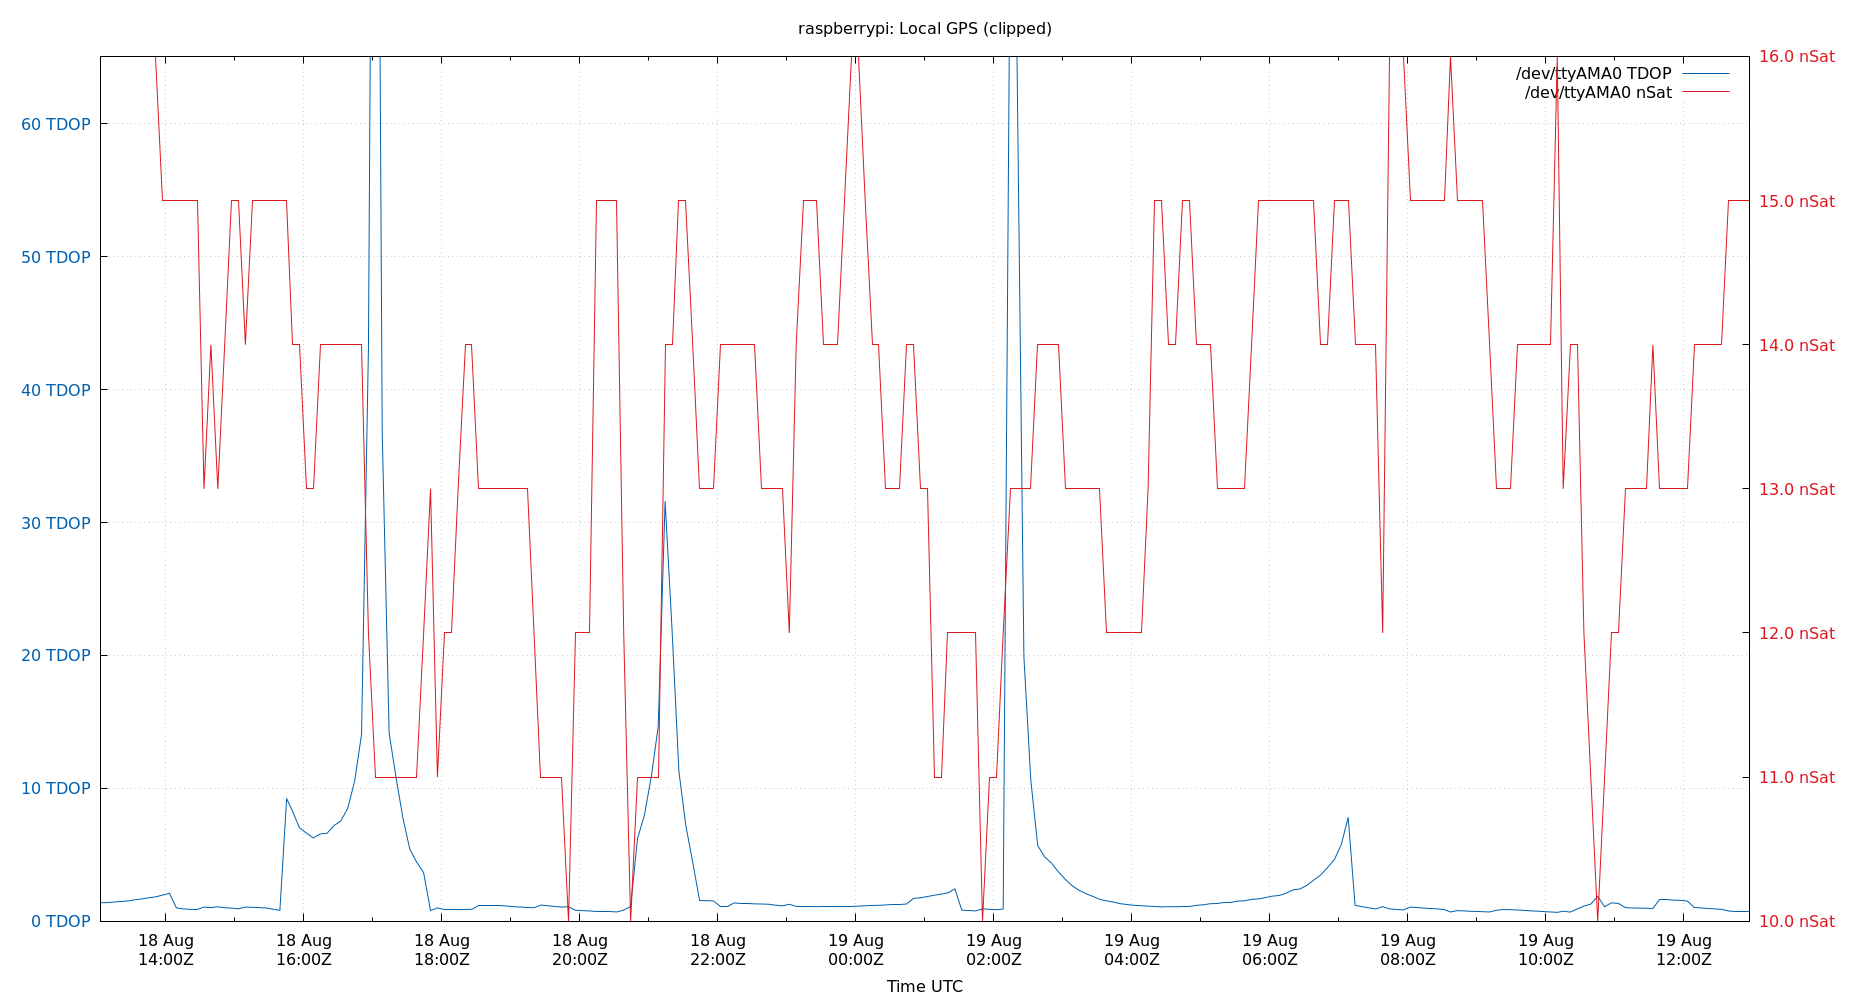 raspberrypi: Local GPS (clipped)
16.0 nSat
/dev/ttyAMA0 TDOP
/dev/ttyAMA0 nSat
60 TDOP
15.0 nSat
50 TDOP
14.0 nSat
40 TDOP
13.0 nSat
30 TDOP
12.0 nSat
20 TDOP
11.0 nSat
10 TDOP
0 TDOP
10.0 nSat
18 Aug 18 Aug 18 Aug 18 Aug 18 Aug 19 Aug 19 Aug 19 Aug 19 Aug 19 Aug 19 Aug 19 Aug
14:00Z 16:00Z 18:00Z 20:00Z 22:00Z 00:00Z 02:00Z 04:00Z 06:00Z 08:00Z 10:00Z 12:00Z
Time UTC